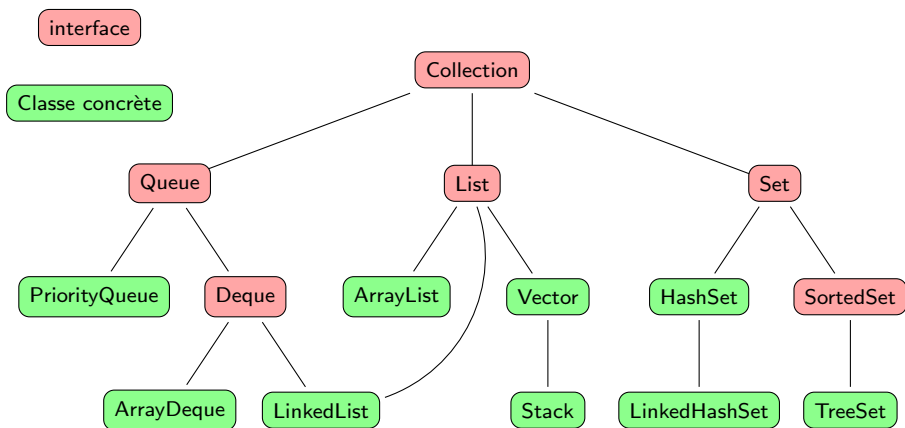 interface
Collection
Classe concrète
Queue
List
Set
PriorityQueue
Deque
ArrayList
Vector
HashSet
SortedSet
ArrayDeque
LinkedList
Stack
LinkedHashSet
TreeSet